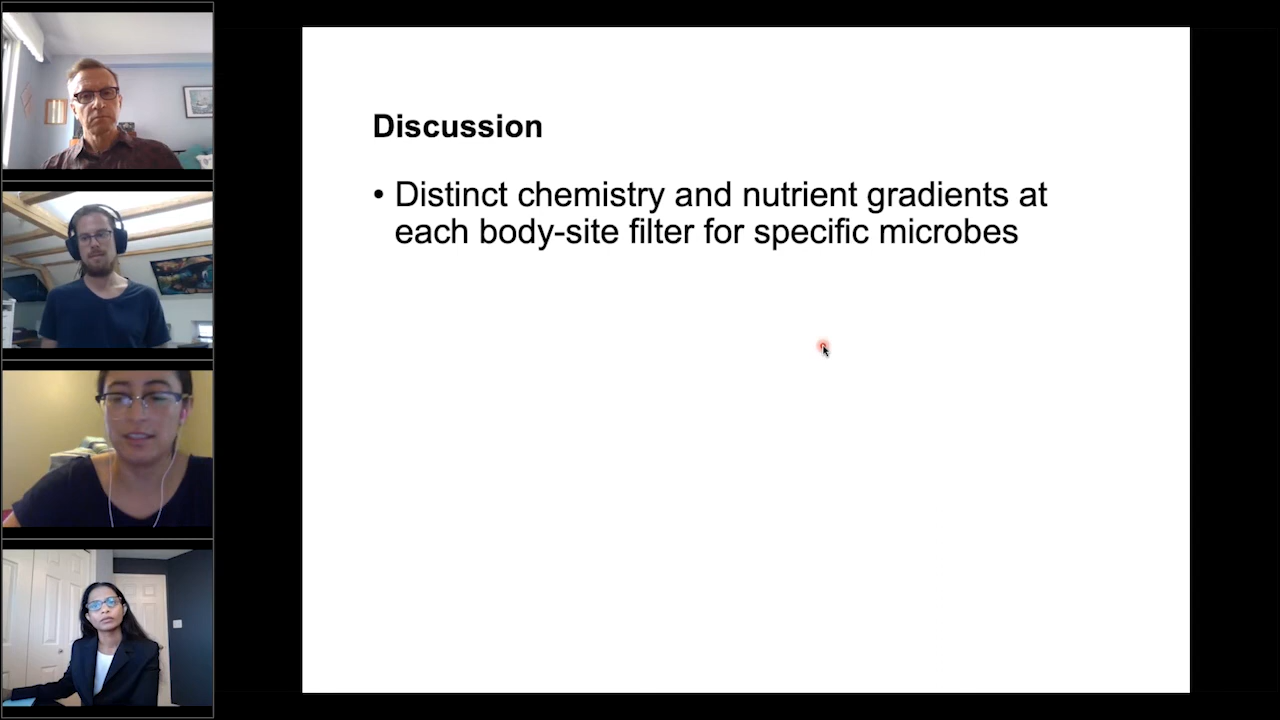 Discussion
• Distinct chemistry and nutrient gradients at
each body-site filter for specific microbes